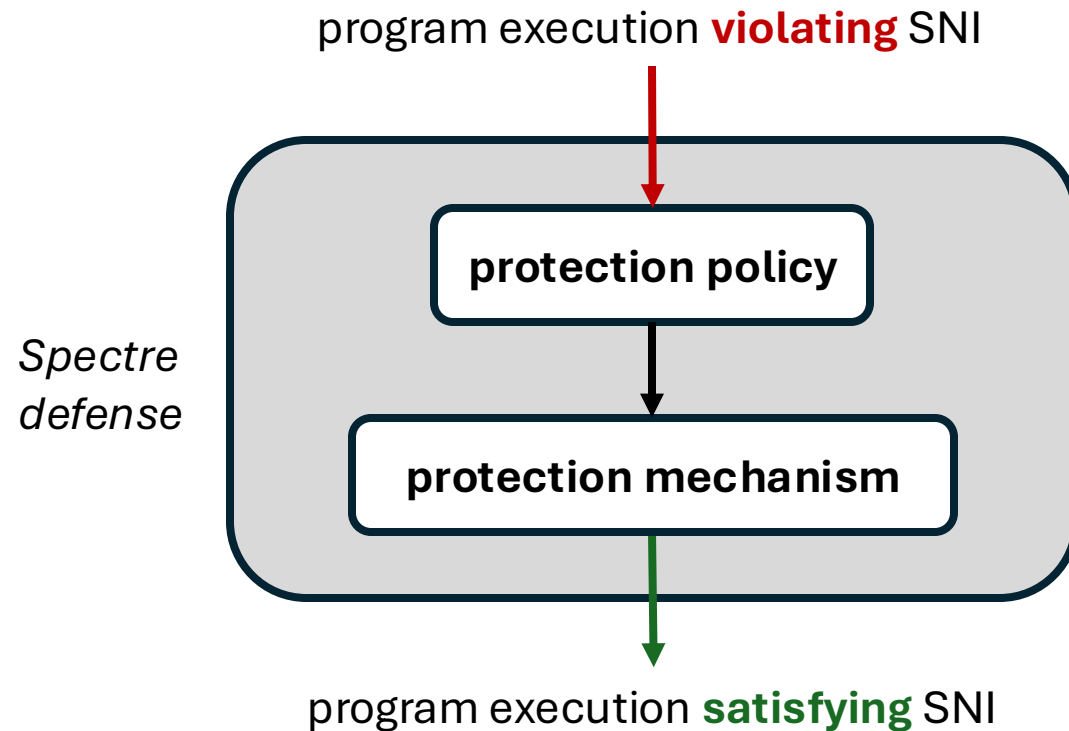 program execution violating SNI
protection policy
Spectre
defense
protection mechanism
program execution satisfying SNI